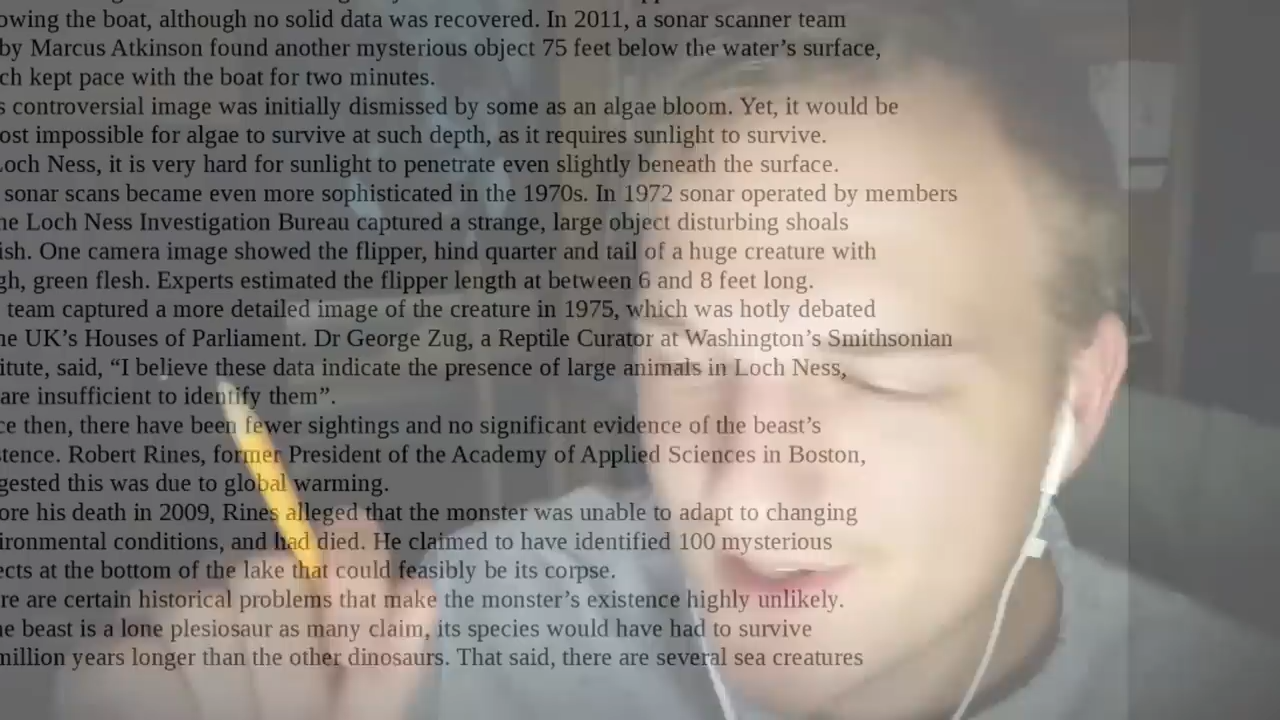 owing the boat, although no solid data was recovered. In 2011, a sonar scanner team
by Marcus Atkinson found another mysterious object 75 feet below the water’s surface,
ch kept pace with the boat for two minutes.
s controversial image was initially dismissed by some as an algae bloom. Yet, it would be
ost impossible for algae to survive at such depth, as it requires sunlight to survive.
Loch Ness, it is very hard for sunlight to penetrate even slightly beneath the surface.
sonar scans became even more sophisticated in the 1970s. In 1972 sonar operated by members
he Loch Ness Investigation Bureau captured a strange, large object disturbing shoals
ish. One camera image showed the flipper, hind quarter and tail of a huge creature with
gh, green flesh. Experts estimated the flipper length at between 6 and 8 feet long.
team captured a more detailed image of the creature in 1975, which was hotly debated
he UK’s Houses of Parliament. Dr George Zug, a Reptile Curator at Washington’s Smithsonian
itute, said, “I believe these data indicate the presence of large animals in Loch Ness,
are insufficient to identify them”.
ce then, there have been fewer sightings and no significant evidence of the beast’s
stence. Robert Rines, former President of the Academy of Applied Sciences in Boston,
gested this was due to global warming.
ore his death in 2009, Rines alleged that the monster was unable to adapt to changing
ironmental conditions, and had died. He claimed to have identified 100 mysterious
ects at the bottom of the lake that could feasibly be its corpse.
re are certain historical problems that make the monster’s existence highly unlikely.
he beast is a lone plesiosaur as many claim, its species would have had to survive
million years longer than the other dinosaurs. That said, there are several sea creatures